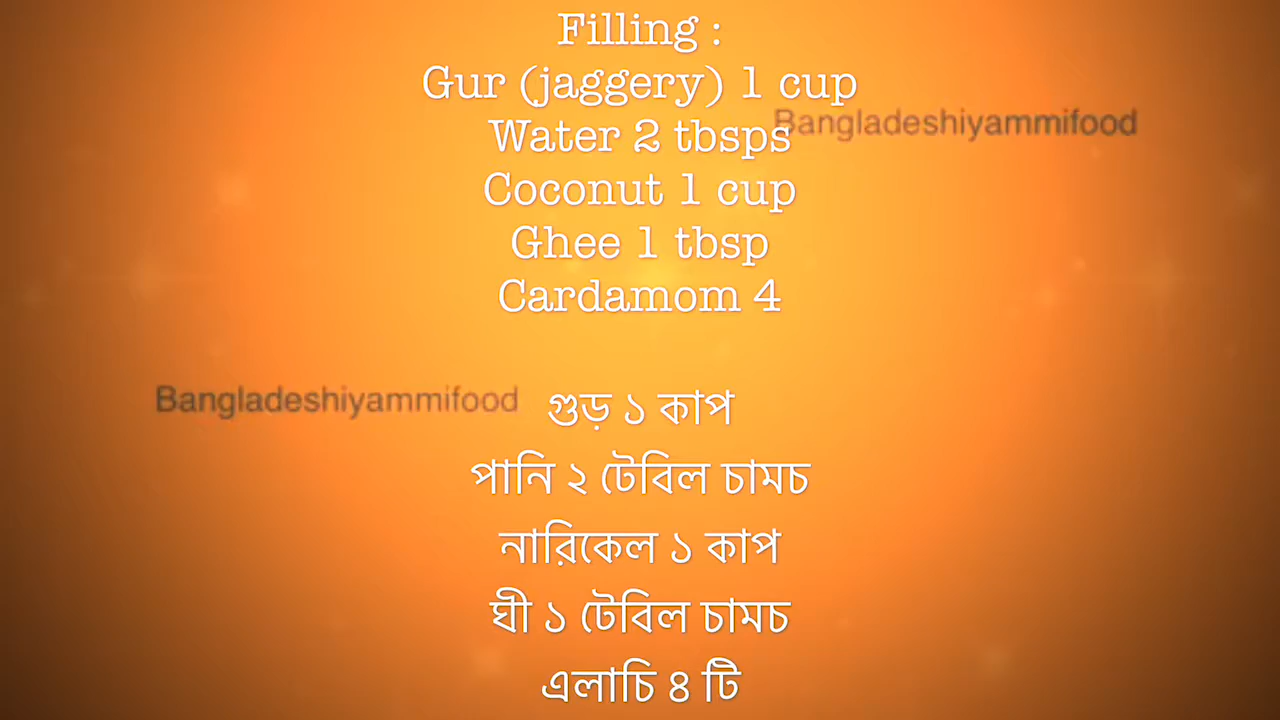 Filling :
Gur (jaggery) 1 cup
Bangladeshiyammifood
Water 2 tbsps
Coconut 1 cup
Ghee 1 tbsp
Cardamom 4
Bangladeshiyammifood
গুড় ১ কাপ
পানি ২ টেবিল চামচ
নারিকেল ১ কাপ
ঘী ১ টেবিল চামচ
এলাচি ৪ টি